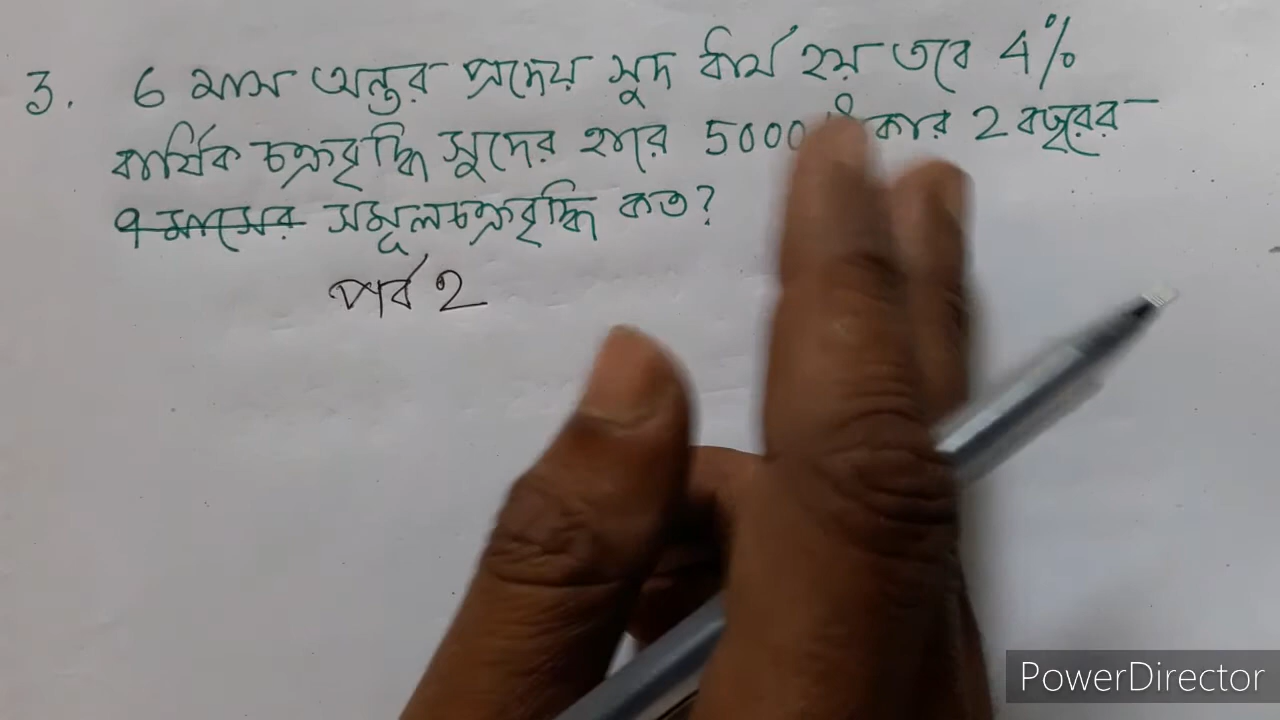 3. 6 মাস অন্তর প্রদেয় সুদ ধার্য হয় তবে 4%
বার্ষিক চক্রবৃদ্ধি সুদের হারে 5000 টাকার 2 বছরের
9 মাসের সমূলচক্রবৃদ্ধি কত?
পর্ব 2
PowerDirector